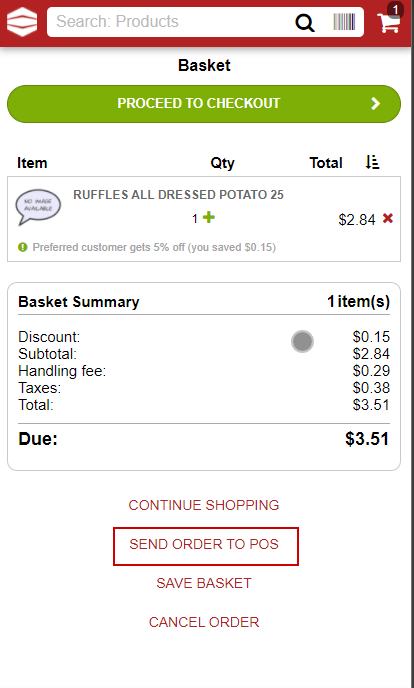 Search: Products
1
Basket
PROCEED TO CHECKOUT
Item Qty Total
NO IMAGE
AVAILABLE
RUFFLES ALL DRESSED POTATO 25
1 $2.84
Preferred customer gets 5% off (you saved $0.15)
Basket Summary 1 item(s)
Discount: $0.15
Subtotal: $2.84
Handling fee: $0.29
Taxes: $0.38
Total: $3.51
Due: $3.51
CONTINUE SHOPPING
SEND ORDER TO POS
SAVE BASKET
CANCEL ORDER